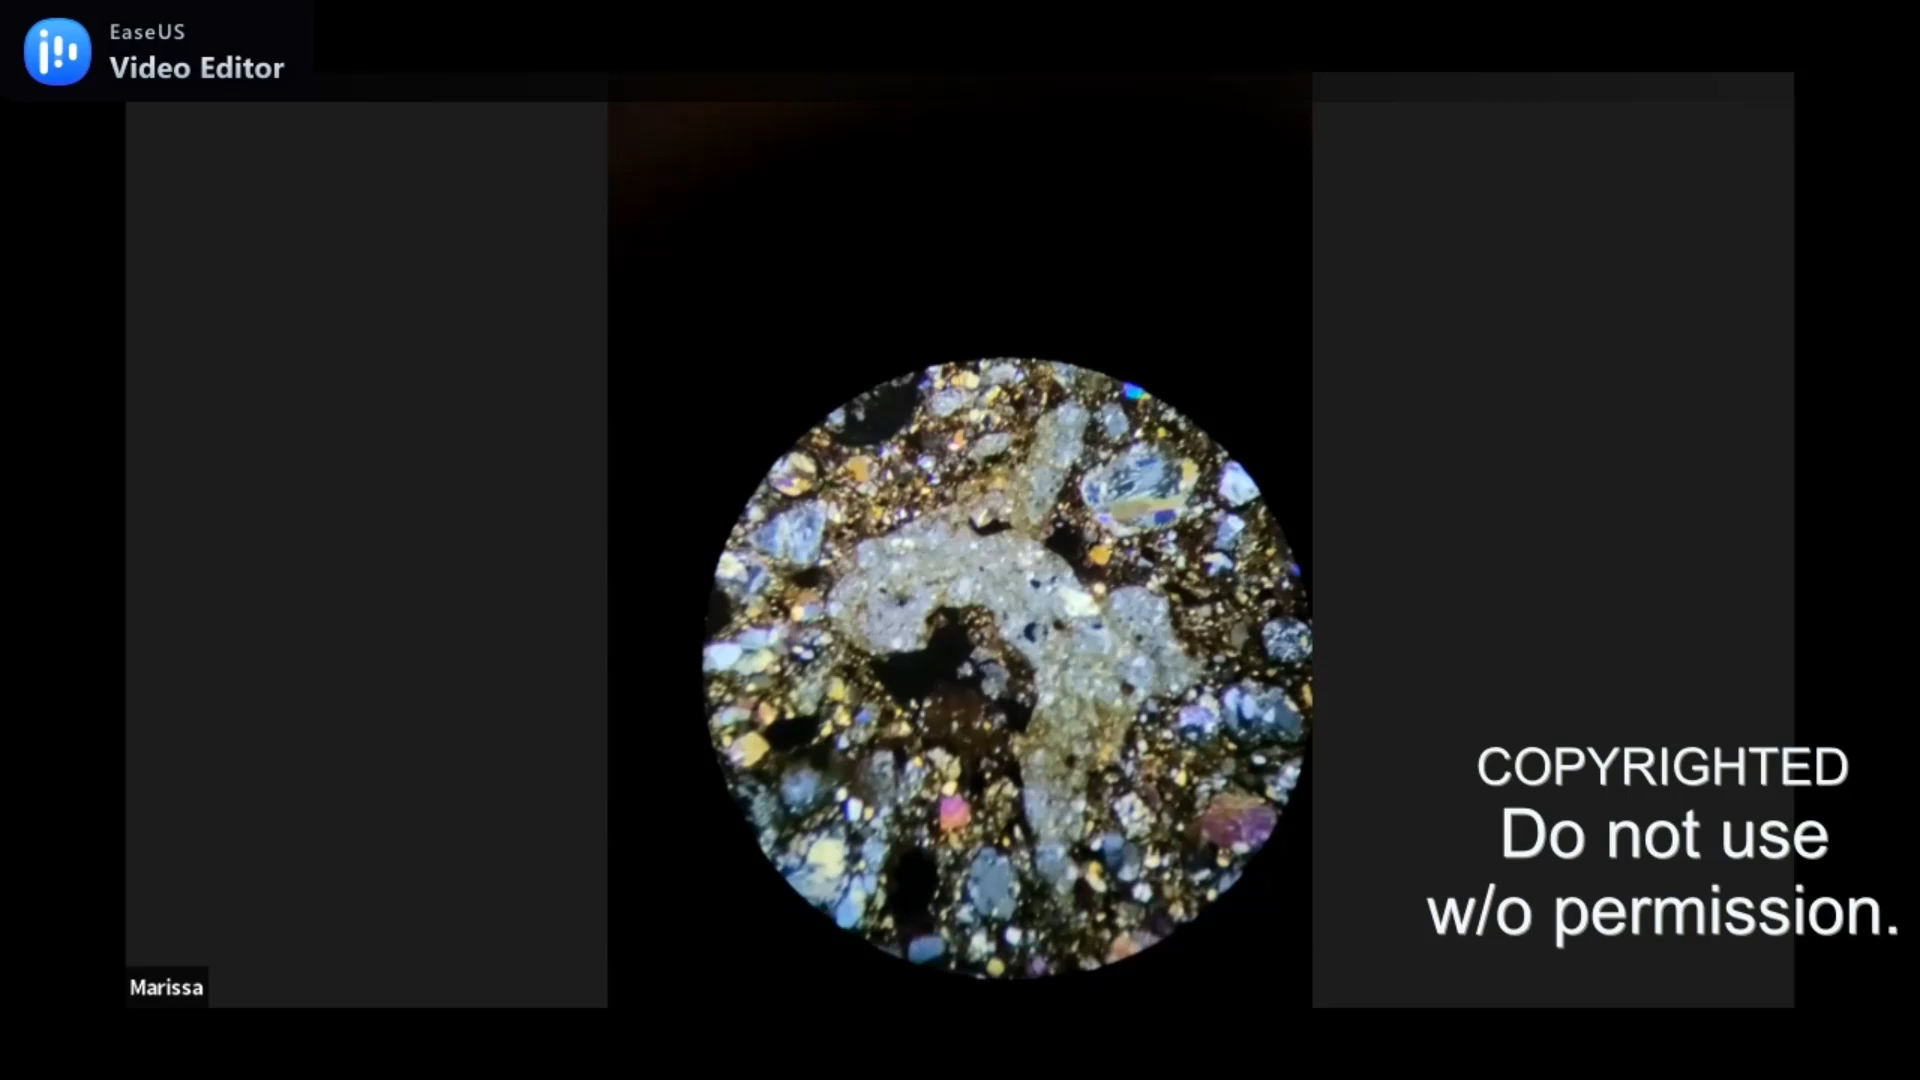 EaseUS
Video Editor
COPYRIGHTED
Do not use
w/o permission.
Marissa